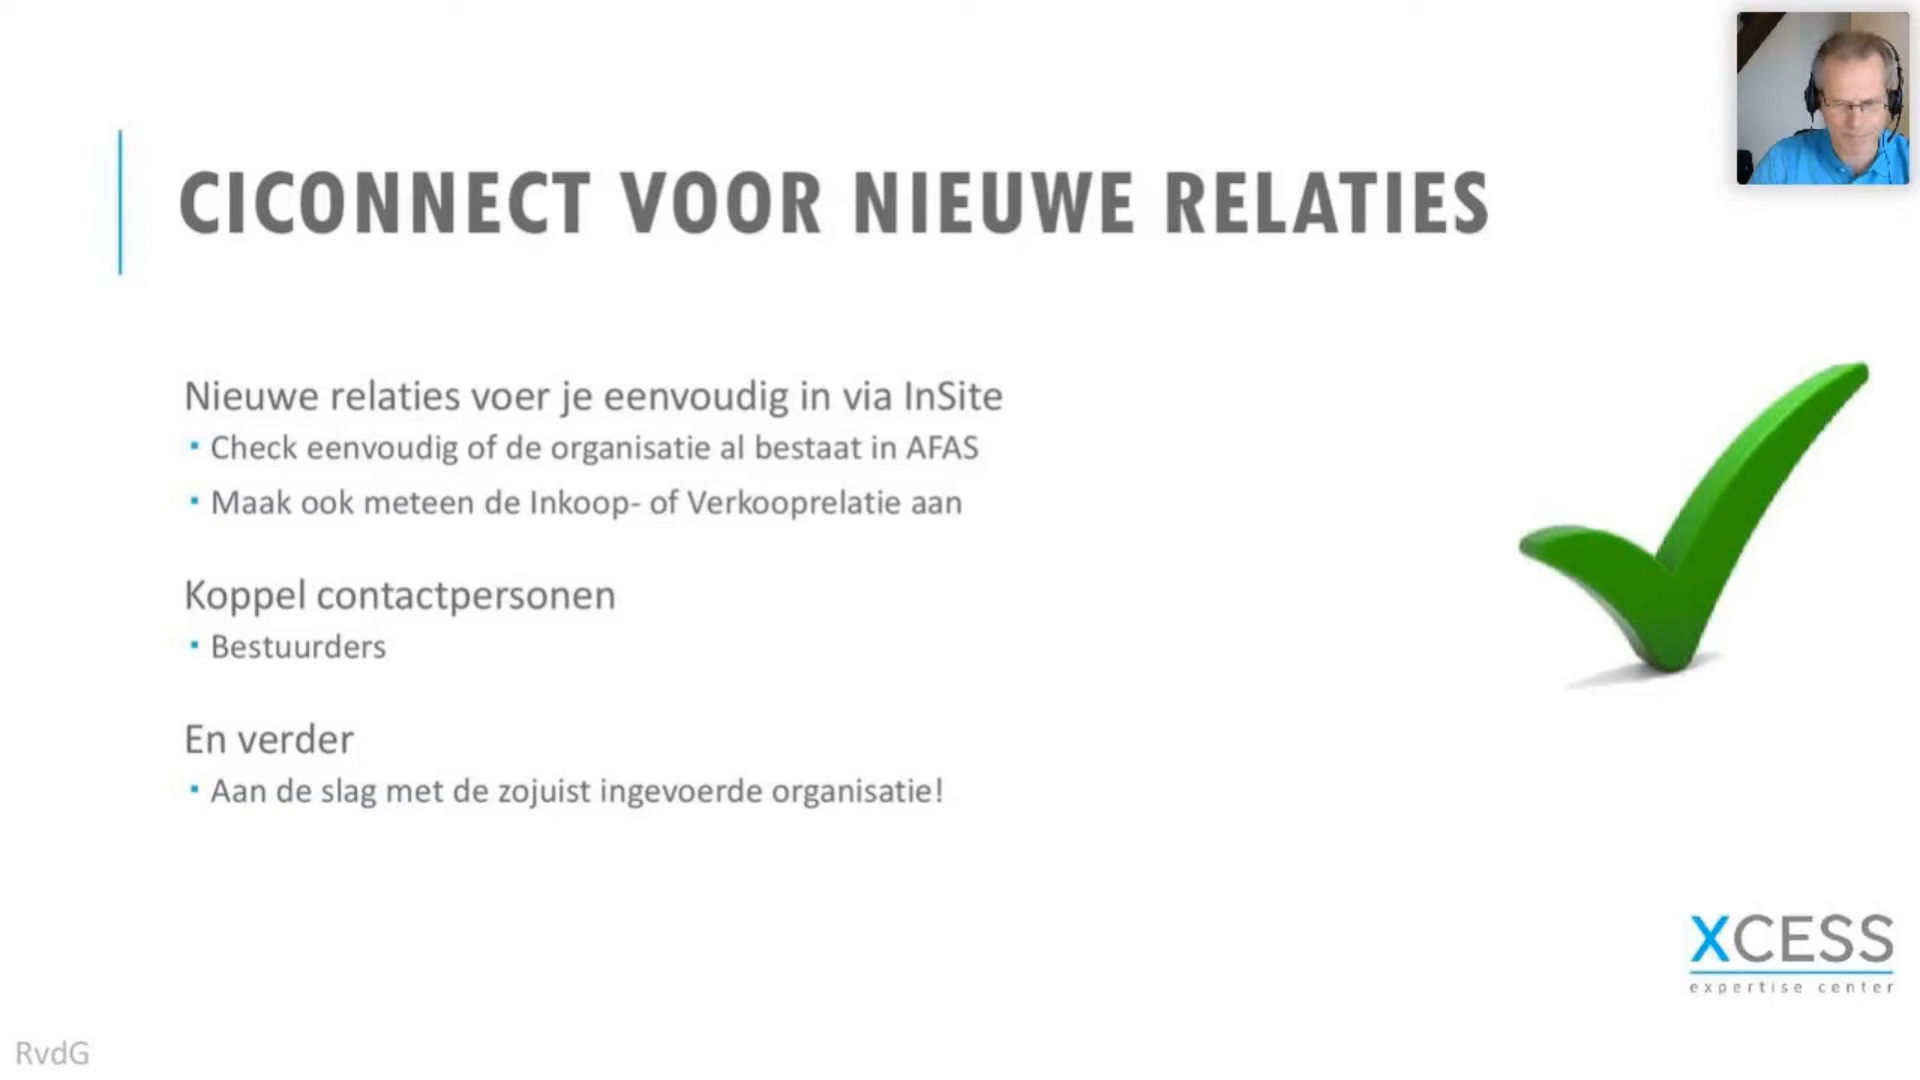 CICONNECT VOOR NIEUWE RELATIES
Nieuwe relaties voer je eenvoudig in via InSite
▪ Check eenvoudig of de organisatie al bestaat in AFAS
▪ Maak ook meteen de Inkoop- of Verkooprelatie aan
Koppel contactpersonen
▪ Bestuurders
En verder
▪ Aan de slag met de zojuist ingevoerde organisatie!
XCESS
expertise center
RvdG